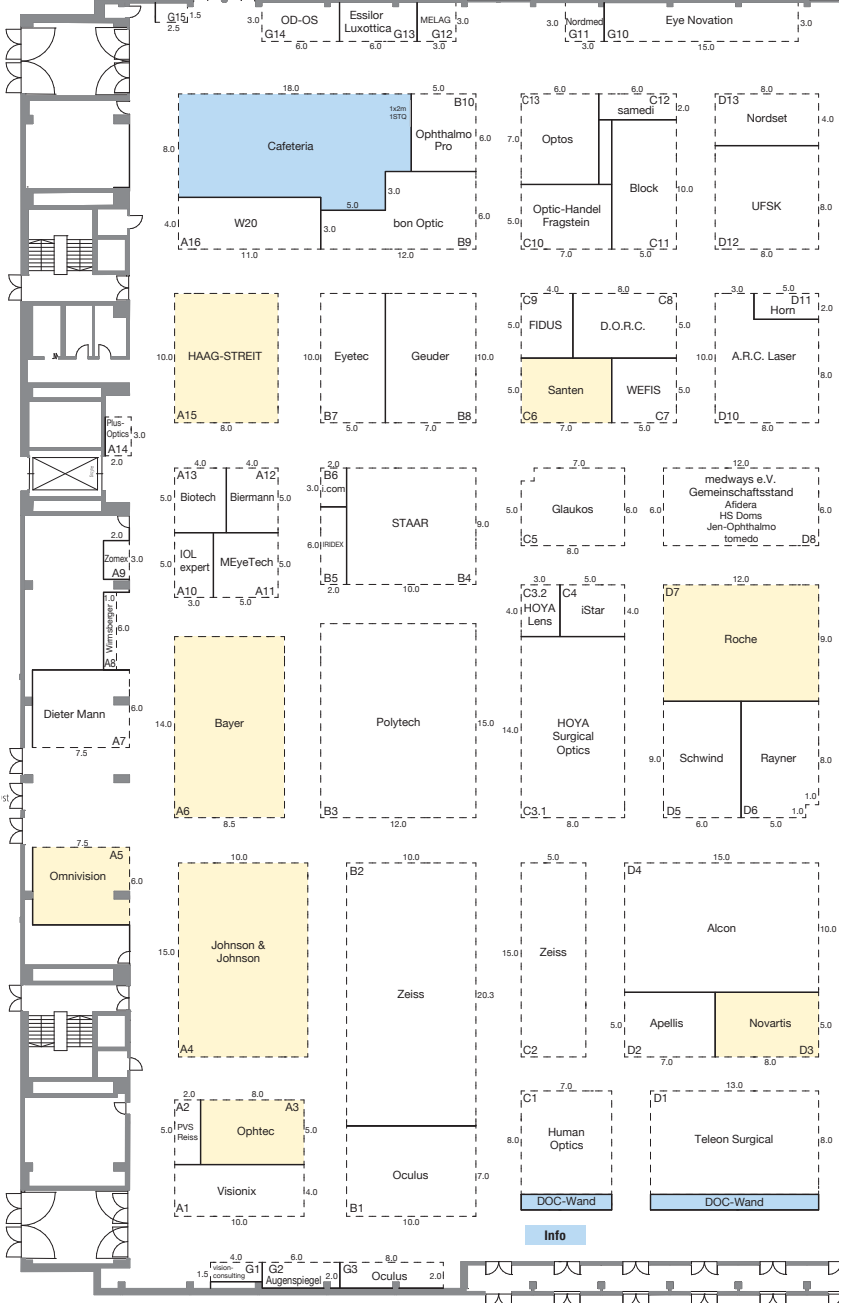 G15 1.5
2.5
3.0 OD-OS
G14
6.0
Essilor
Luxottica
G13
6.0
MELAG 3.0
G12
3.0
3.0 Nordmed
G11
3.0
Eye Novation 3.0
G10
15.0
18.0
8.0 Cafeteria
1x2m
1STQ
5.0
3.0
5.0
B10
Ophthalmo
Pro
6.0
4.0 W20
A16
11.0
3.0 bon Optic 6.0
B9
12.0
6.0
C13
7.0 Optos
6.0
C12
samedi 2.0
Block
10.0
C11
5.0
5.0 Optic-Handel
Fragstein
C10
7.0
8.0
D13
Nordset 4.0
UFSK 8.0
D12
8.0
10.0 HAAG-STREIT
A15
8.0
10.0 Eyetec
B7
5.0
Geuder 10.0
B8
7.0
4.0
C9
5.0 FIDUS
8.0
C8
D.O.R.C. 5.0
5.0 Santen
C6
7.0
WEFIS 5.0
C7
5.0
3.0
5.0
D11
Horn 2.0
10.0 A.R.C. Laser
8.0
D10
8.0
Plus-
Optics 3.0
A14
2.0
4.0
A13
5.0 Biotech
4.0
A12
Biermann 5.0
5.0 IOL
expert
A10
3.0
MEyeTech 5.0
A11
5.0
2.0
B6
3.0 i.com
6.0 IRIDEX
B5
2.0
STAAR 9.0
B4
10.0
7.0
5.0 Glaukos 6.0
C5
8.0
12.0
medways e.V.
Gemeinschaftsstand
6.0 Afidera 6.0
HS Doms
Jen-Ophthalmo
tomedo
D8
2.0
Zomex 3.0
A9
1.0
Wirnsberger 6.0
A8
Dieter Mann 6.0
A7
7.5
14.0 Bayer
A6
8.5
Polytech 15.0
B3
12.0
3.0
C3.2
4.0 HOYA
Lens
5.0
C4
iStar 4.0
14.0 HOYA
Surgical
Optics
C3.1
8.0
12.0
D7
Roche 9.0
9.0 Schwind
D5
6.0
Rayner 8.0
1.0
1.0
D6
5.0
7.5
A5
Omnivision 6.0
10.0
15.0 Johnson &
Johnson
A4
10.0
B2
Zeiss 20.3
5.0
15.0 Zeiss
C2
15.0
D4
Alcon 10.0
5.0 Apellis
D2
7.0
Novartis 5.0
D3
8.0
2.0
A2
5.0 PVS
Reiss
8.0
A3
Ophtec 5.0
Visionix 4.0
A1
10.0
Oculus 7.0
B1
10.0
7.0
C1
8.0 Human
Optics
DOC-Wand
13.0
D1
Teleon Surgical 8.0
DOC-Wand
Info
4.0
1.5 vision-
consulting
G1
6.0
G2
Augenspiegel 2.0
8.0
G3
Oculus 2.0